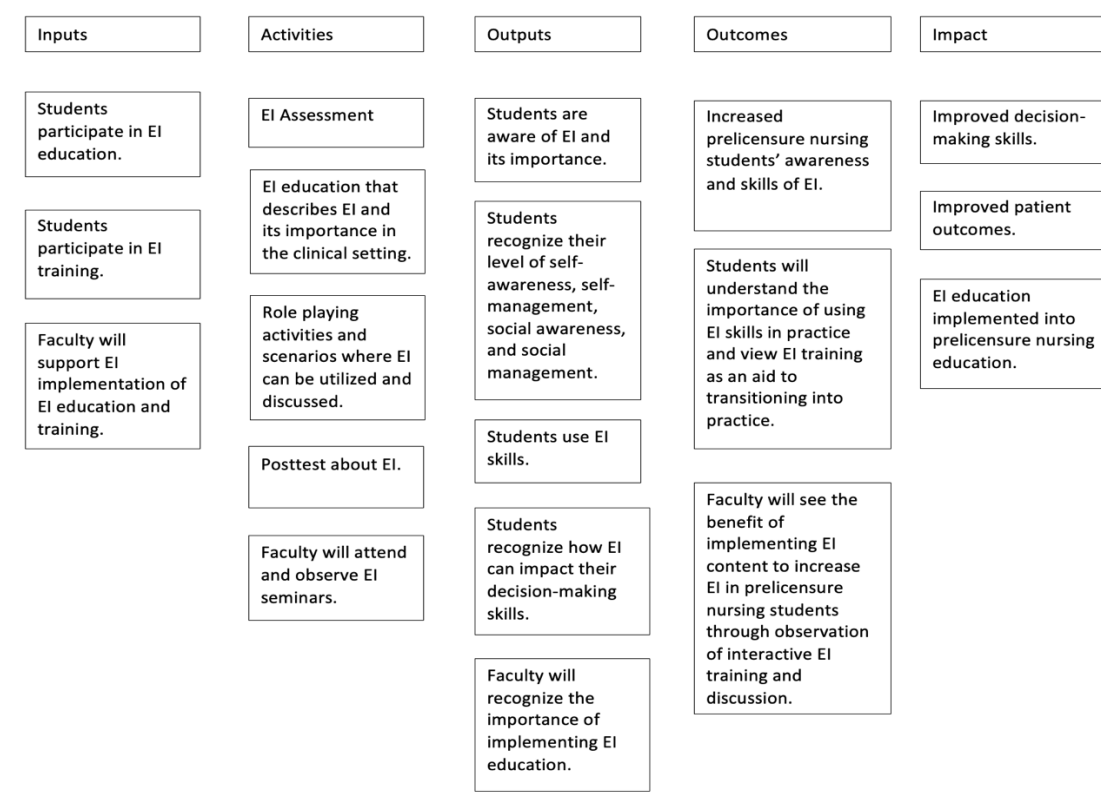 Inputs
Activities
Outputs
Outcomes
Impact
Students
participate in EI
education.
Students
participate in EI
training.
Faculty will
support EI
implementation of
EI education and
training.
EI Assessment
EI education that
describes EI and
its importance in
the clinical setting.
Role playing
activities and
scenarios where EI
can be utilized and
discussed.
Posttest about EI.
Faculty will attend
and observe EI
seminars.
Students are
aware of EI and
its importance.
Students
recognize their
level of self-
awareness, self-
management,
social awareness,
and social
management.
Students use EI
skills.
Students
recognize how EI
can impact their
decision-making
skills.
Faculty will
recognize the
importance of
implementing EI
education.
Increased
prelicensure nursing
students’ awareness
and skills of EI.
Students will
understand the
importance of using
EI skills in practice
and view EI training
as an aid to
transitioning into
practice.
Faculty will see the
benefit of
implementing EI
content to increase
EI in prelicensure
nursing students
through observation
of interactive EI
training and
discussion.
Improved decision-
making skills.
Improved patient
outcomes.
EI education
implemented into
prelicensure nursing
education.